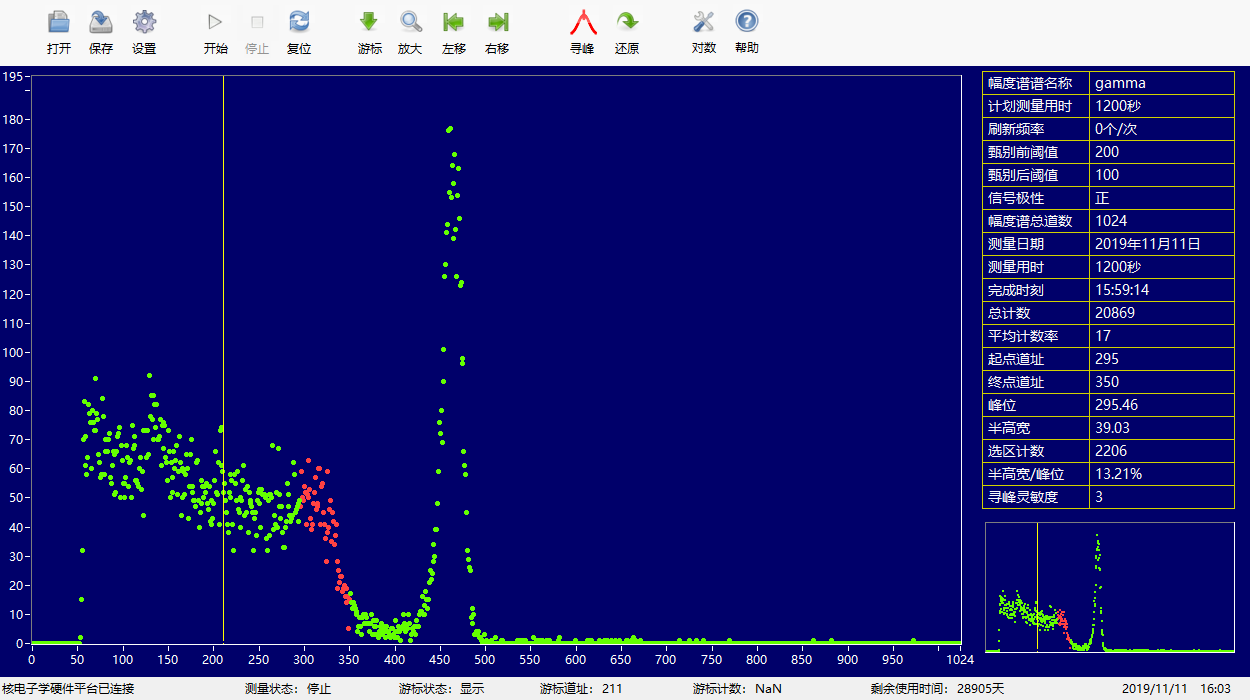 打开 保存 设置 开始 停止 复位 游标 放大 左移 右移 寻峰 还原 对数 帮助
195
180
170
160
150
140
130
120
110
100
90
80
70
60
50
40
30
20
10
0
0 50 100 150 200 250 300 350 400 450 500 550 600 650 700 750 800 850 900 950 1024
幅度谱谱名称 gamma
计划测量用时 1200秒
刷新频率 0个/次
甄别前阈值 200
甄别后阈值 100
信号极性 正
幅度谱总道数 1024
测量日期 2019年11月11日
测量用时 1200秒
完成时刻 15:59:14
总计数 20869
平均计数率 17
起点道址 295
终点道址 350
峰位 295.46
半高宽 39.03
选区计数 2206
半高宽/峰位 13.21%
寻峰灵敏度 3
核电子学硬件平台已连接 测量状态: 停止 游标状态: 显示 游标道址: 211 游标计数: NaN 剩余使用时间: 28905天 2019/11/11 16:03